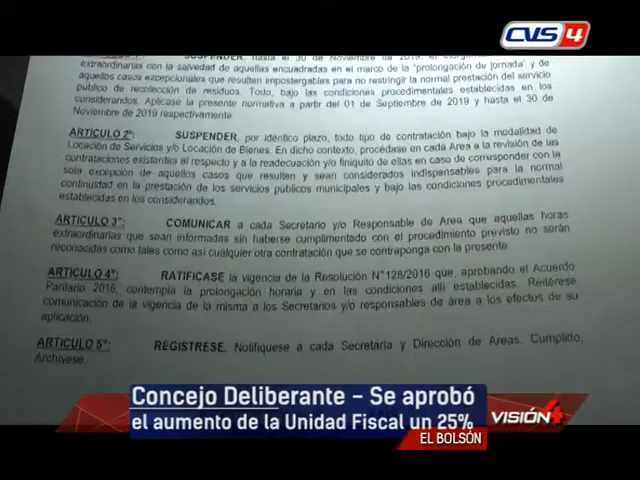 CVS 4
SUSPENDER, hasta el 30 de Noviembre de 2019,
extraordinarias con la salvedad de aquellas encuadradas en el marco de la "prolongación de jornada" y de
aquellos casos excepcionales que resulten impostergables para no restringir la normal prestación del servicio
público de recolección de residuos. Todo, bajo las condiciones procedimentales establecidas en los
considerandos. Aplícase la presente normativa a partir del 01 de Septiembre de 2019 y hasta el 30 de
Noviembre de 2019 respectivamente.
ARTICULO 2°: SUSPENDER, por idéntico plazo, todo tipo de contratación bajo la modalidad de
Locación de Servicios y/o Locación de Bienes. En dicho contexto, procédase en cada Area a la revisión de las
contrataciones existentes al respecto y a la readecuación y/o finiquito de ellas en caso de corresponder con la
sola excepción de aquellos casos que resulten y sean considerados indispensables para la normal
continuidad en la prestación de los servicios públicos municipales y bajo las condiciones procedimentales
establecidas en los considerandos.
ARTICULO 3°: COMUNICAR a cada Secretario y/o Responsable de Area que aquellas horas
extraordinarias que sean informadas sin haberse cumplimentado con el procedimiento previsto no serán
reconocidas como tales así cualquier otra contratación que se contraponga con la presente.
ARTICULO 4°: RATIFICASE la vigencia de la Resolución N°128/2016 que, aprobando el Acuerdo
Paritario 2016, contempla la prolongación horaria y en las condiciones allí establecidas. Reitérese
comunicación de la vigencia de la misma a los Secretarios y/o responsables de área a los efectos de su
aplicación.
ARTICULO 5°: REGISTRESE, Notifíquese a cada Secretaria y Dirección de Areas. Cumplido,
Archívese.
Concejo Deliberante – Se aprobó
el aumento de la Unidad Fiscal un 25%
VISIÓN 4
EL BOLSÓN